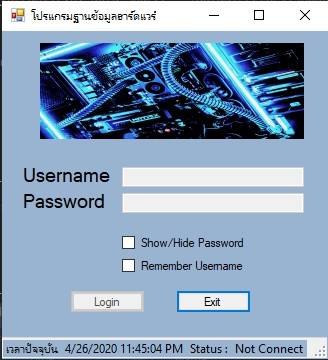 โปรแกรมฐานข้อมูลฮาร์ดแวร์
Username
Password
Show/Hide Password
Remember Username
Login Exit
เวลาปัจจุบัน 4/26/2020 11:45:04 PM Status : Not Connect